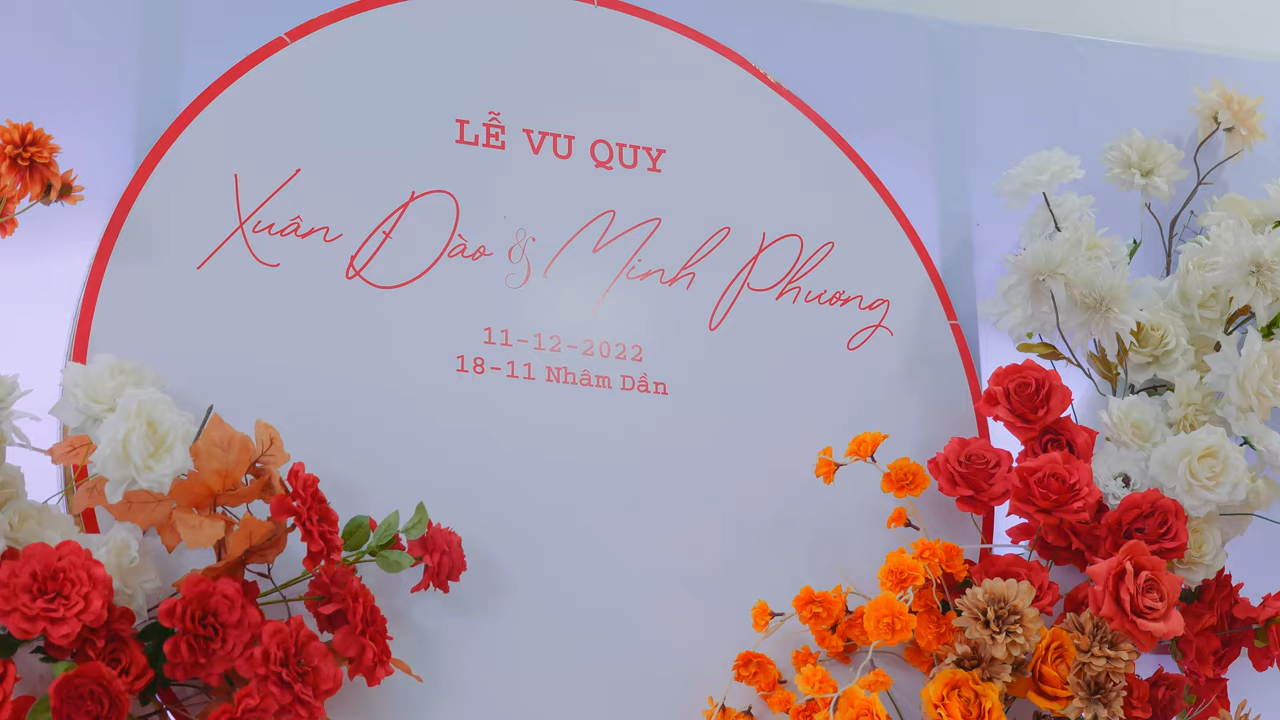 LỄ VU QUY
Xuân Đào & Minh Phương
11-12-2022
18-11 Nhâm Dần